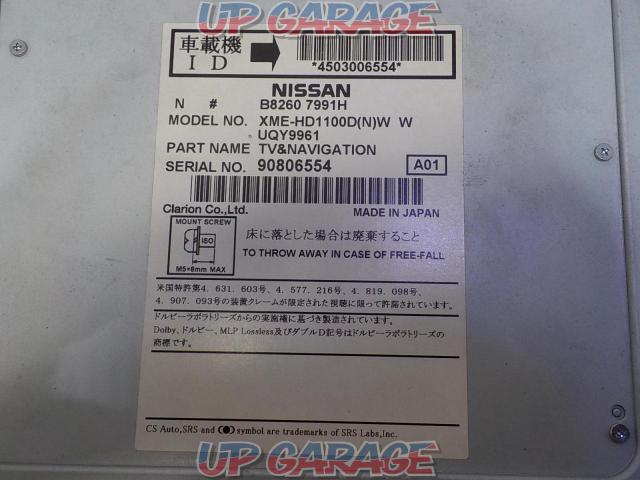 UP GARAGE
車載機
I D
*4503006554*
NISSAN
N # B8260 7991H
MODEL NO. XME-HD1100D(N)W W
UQY9961
PART NAME TV&NAVIGATION
SERIAL NO. 90806554 A01
Clarion Co.,Ltd. MADE IN JAPAN
MOUNT SCREW
ISO
M5×8mm MAX
床に落とした場合は廃棄すること
TO THROW AWAY IN CASE OF FREE-FALL
米国特許第4．631．603号、4．577．216号、4．819．098号、
4．907．093号の装置クレームが限定された視聴に限って許諾されています。
ドルビーラボラトリーズからの実施権に基づき製造されています。
Dolby、ドルビー、MLP Lossless及びダブルD記号はドルビーラボラトリーズの
商標です。
CS Auto,SRS and symbol are trademarks of SRS Labs,Inc.
UP GARAGE